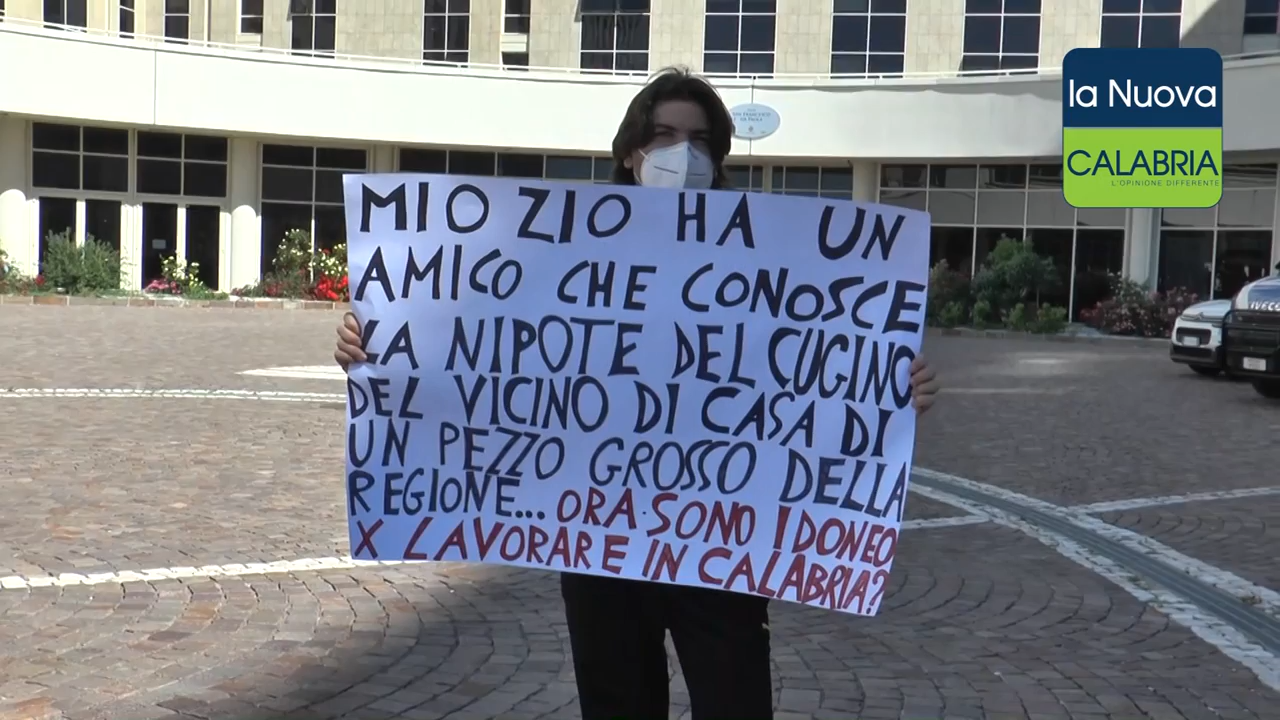 la Nuova
CALABRIA
L'OPINIONE DIFFERENTE
MIO ZIO HA UN
AMICO CHE CONOSCE
LA NIPOTE DEL CUGINO
DEL VICINO DI CASA DI
UN PEZZO GROSSO DELLA
REGIONE... ORA SONO IDONEO
X LAVORARE IN CALABRIA?
IVECO